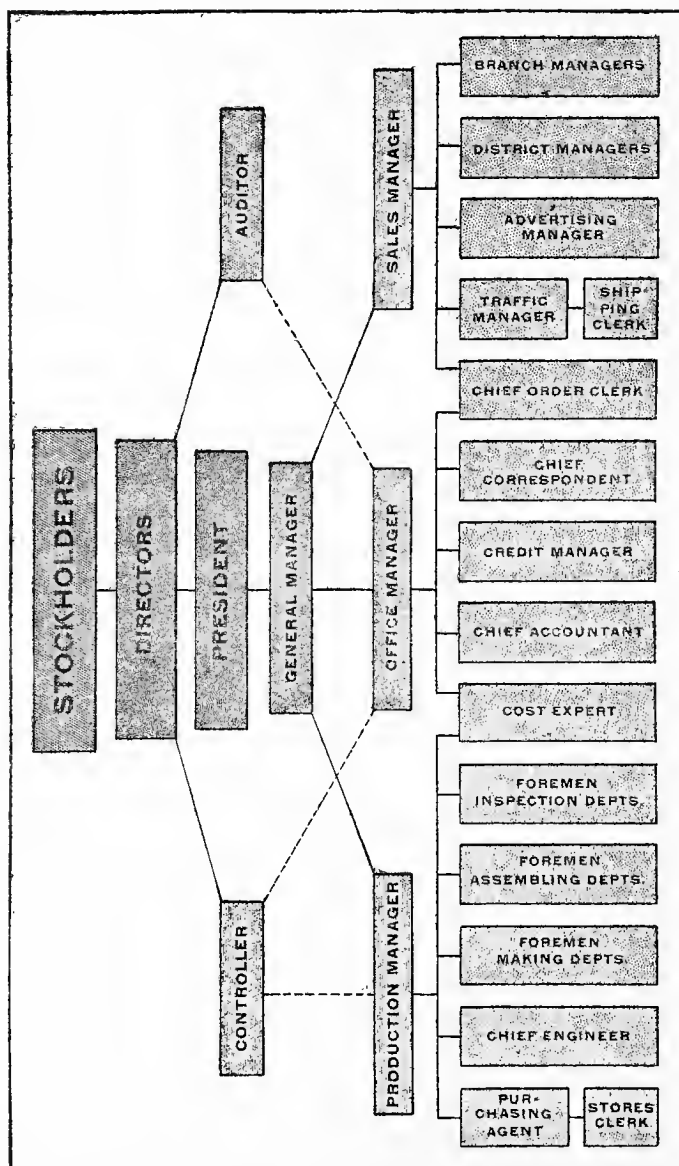 STOCKHOLDERS
DIRECTORS
PRESIDENT
GENERAL MANAGER
AUDITOR
CONTROLLER
SALES MANAGER
OFFICE MANAGER
PRODUCTION MANAGER
BRANCH MANAGERS
DISTRICT MANAGERS
ADVERTISING
MANAGER
TRAFFIC
MANAGER
SHIP-
PING
CLERK
CHIEF ORDER CLERK
CHIEF
CORRESPONDENT
CREDIT MANAGER
CHIEF ACCOUNTANT
COST EXPERT
FOREMEN
INSPECTION DEPTS.
FOREMEN
ASSEMBLING DEPTS.
FOREMEN
MAKING DEPTS.
CHIEF ENGINEER
PUR-
CHASING
AGENT
STORES
CLERK